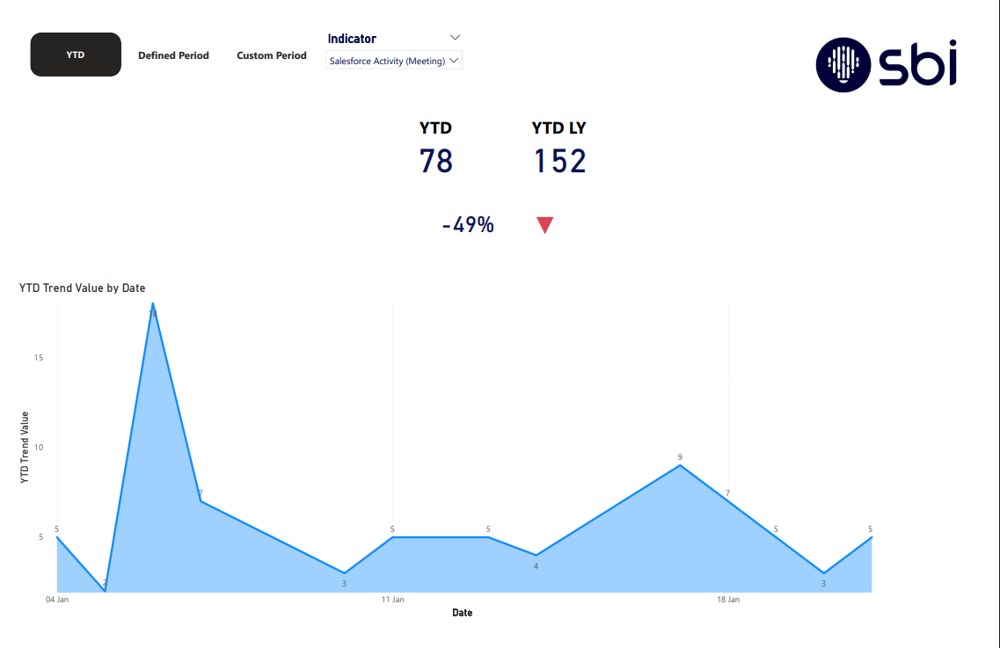 YTD
Defined Period
Custom Period
Indicator
Salesforce Activity (Meeting)
sbi
YTD
YTD LY
78
152
-49%
YTD Trend Value by Date
YTD Trend Value
15
10
5
5
2
18
7
3
5
5
4
9
7
5
3
5
04 Jan
11 Jan
18 Jan
Date